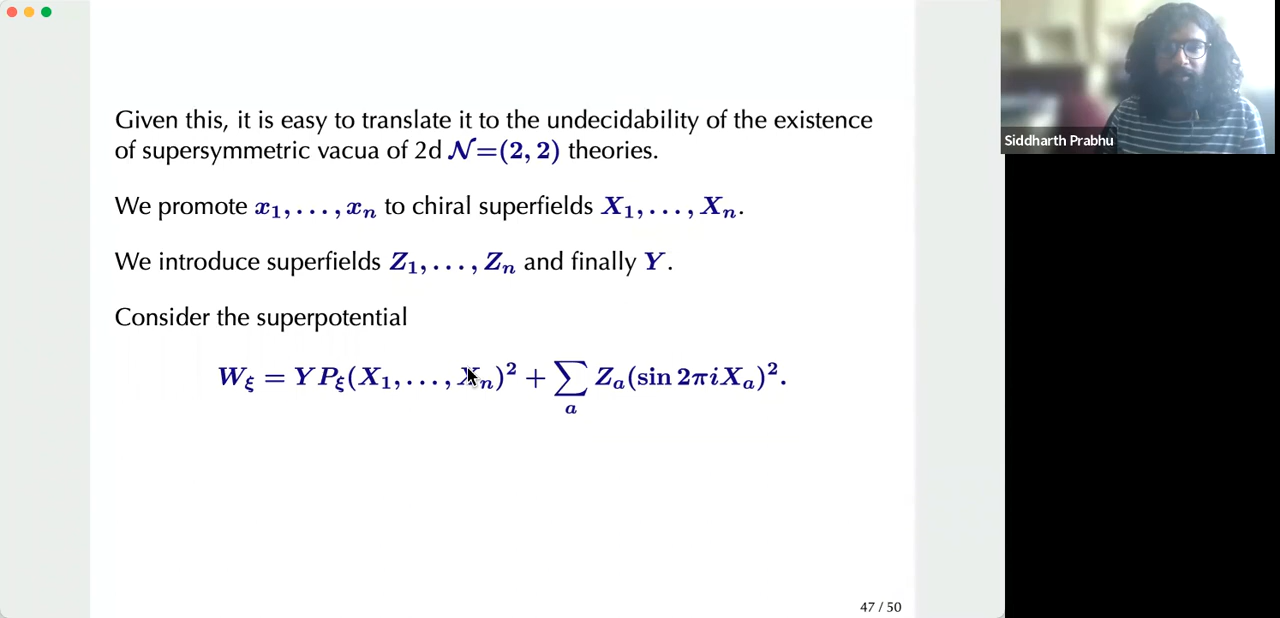 Given this, it is easy to translate it to the undecidability of the existence
of supersymmetric vacua of 2d 𝒩=(2, 2) theories.
We promote x₁, . . . , xₙ to chiral superfields X₁, . . . , Xₙ.
We introduce superfields Z₁, . . . , Zₙ and finally Y.
Consider the superpotential
W_ξ = Y P_ξ(X₁, . . . , Xₙ)² + ∑_a Z_a(sin 2πiX_a)².
47 / 50
Siddharth Prabhu